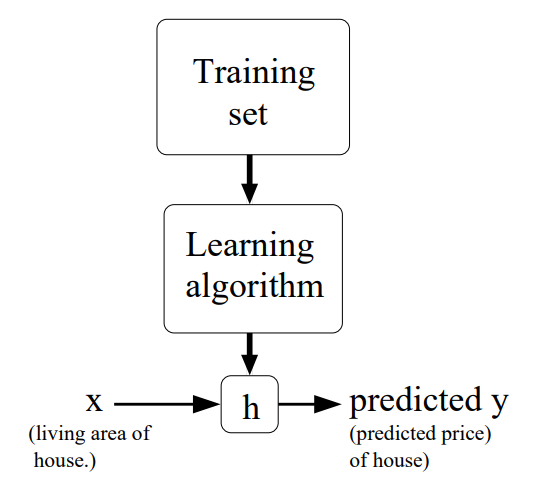 Training
set
Learning
algorithm
x
h
predicted y
(living area of
house.)
(predicted price)
of house)